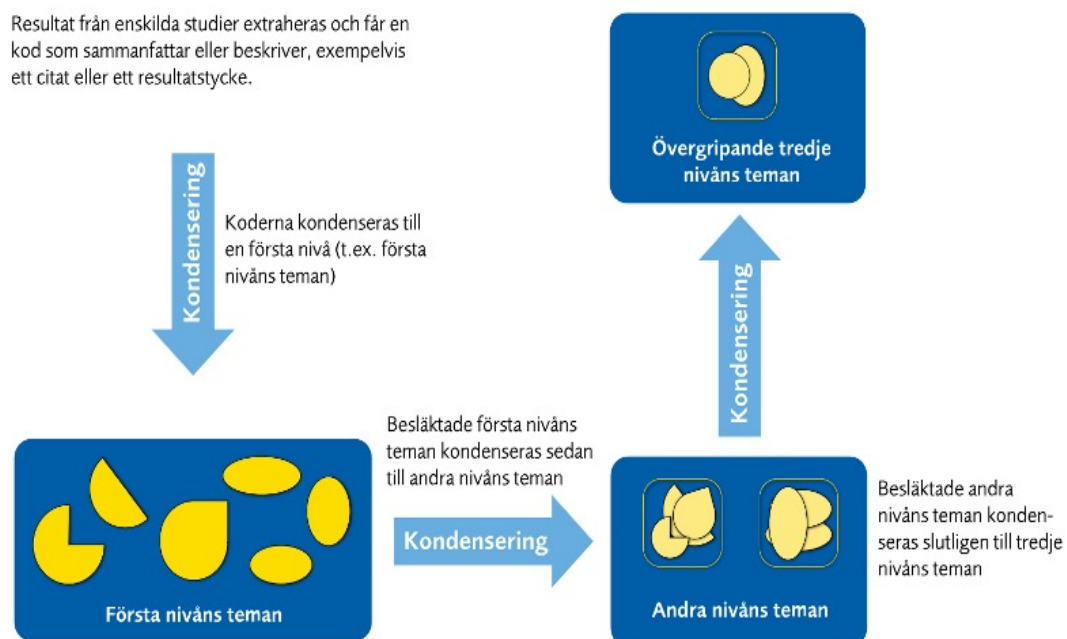 Resultat från enskilda studier extraheras och får en
kod som sammanfattar eller beskriver, exempelvis
ett citat eller ett resultatstycke.
Kondensering
Koderna kondenseras till
en första nivå (t.ex. första
nivåns teman)
Första nivåns teman
Besläktade första nivåns
teman kondenseras sedan
till andra nivåns teman
Kondensering
Andra nivåns teman
Besläktade andra
nivåns teman konden-
seras slutligen till tredje
nivåns teman
Kondensering
Övergripande tredje
nivåns teman